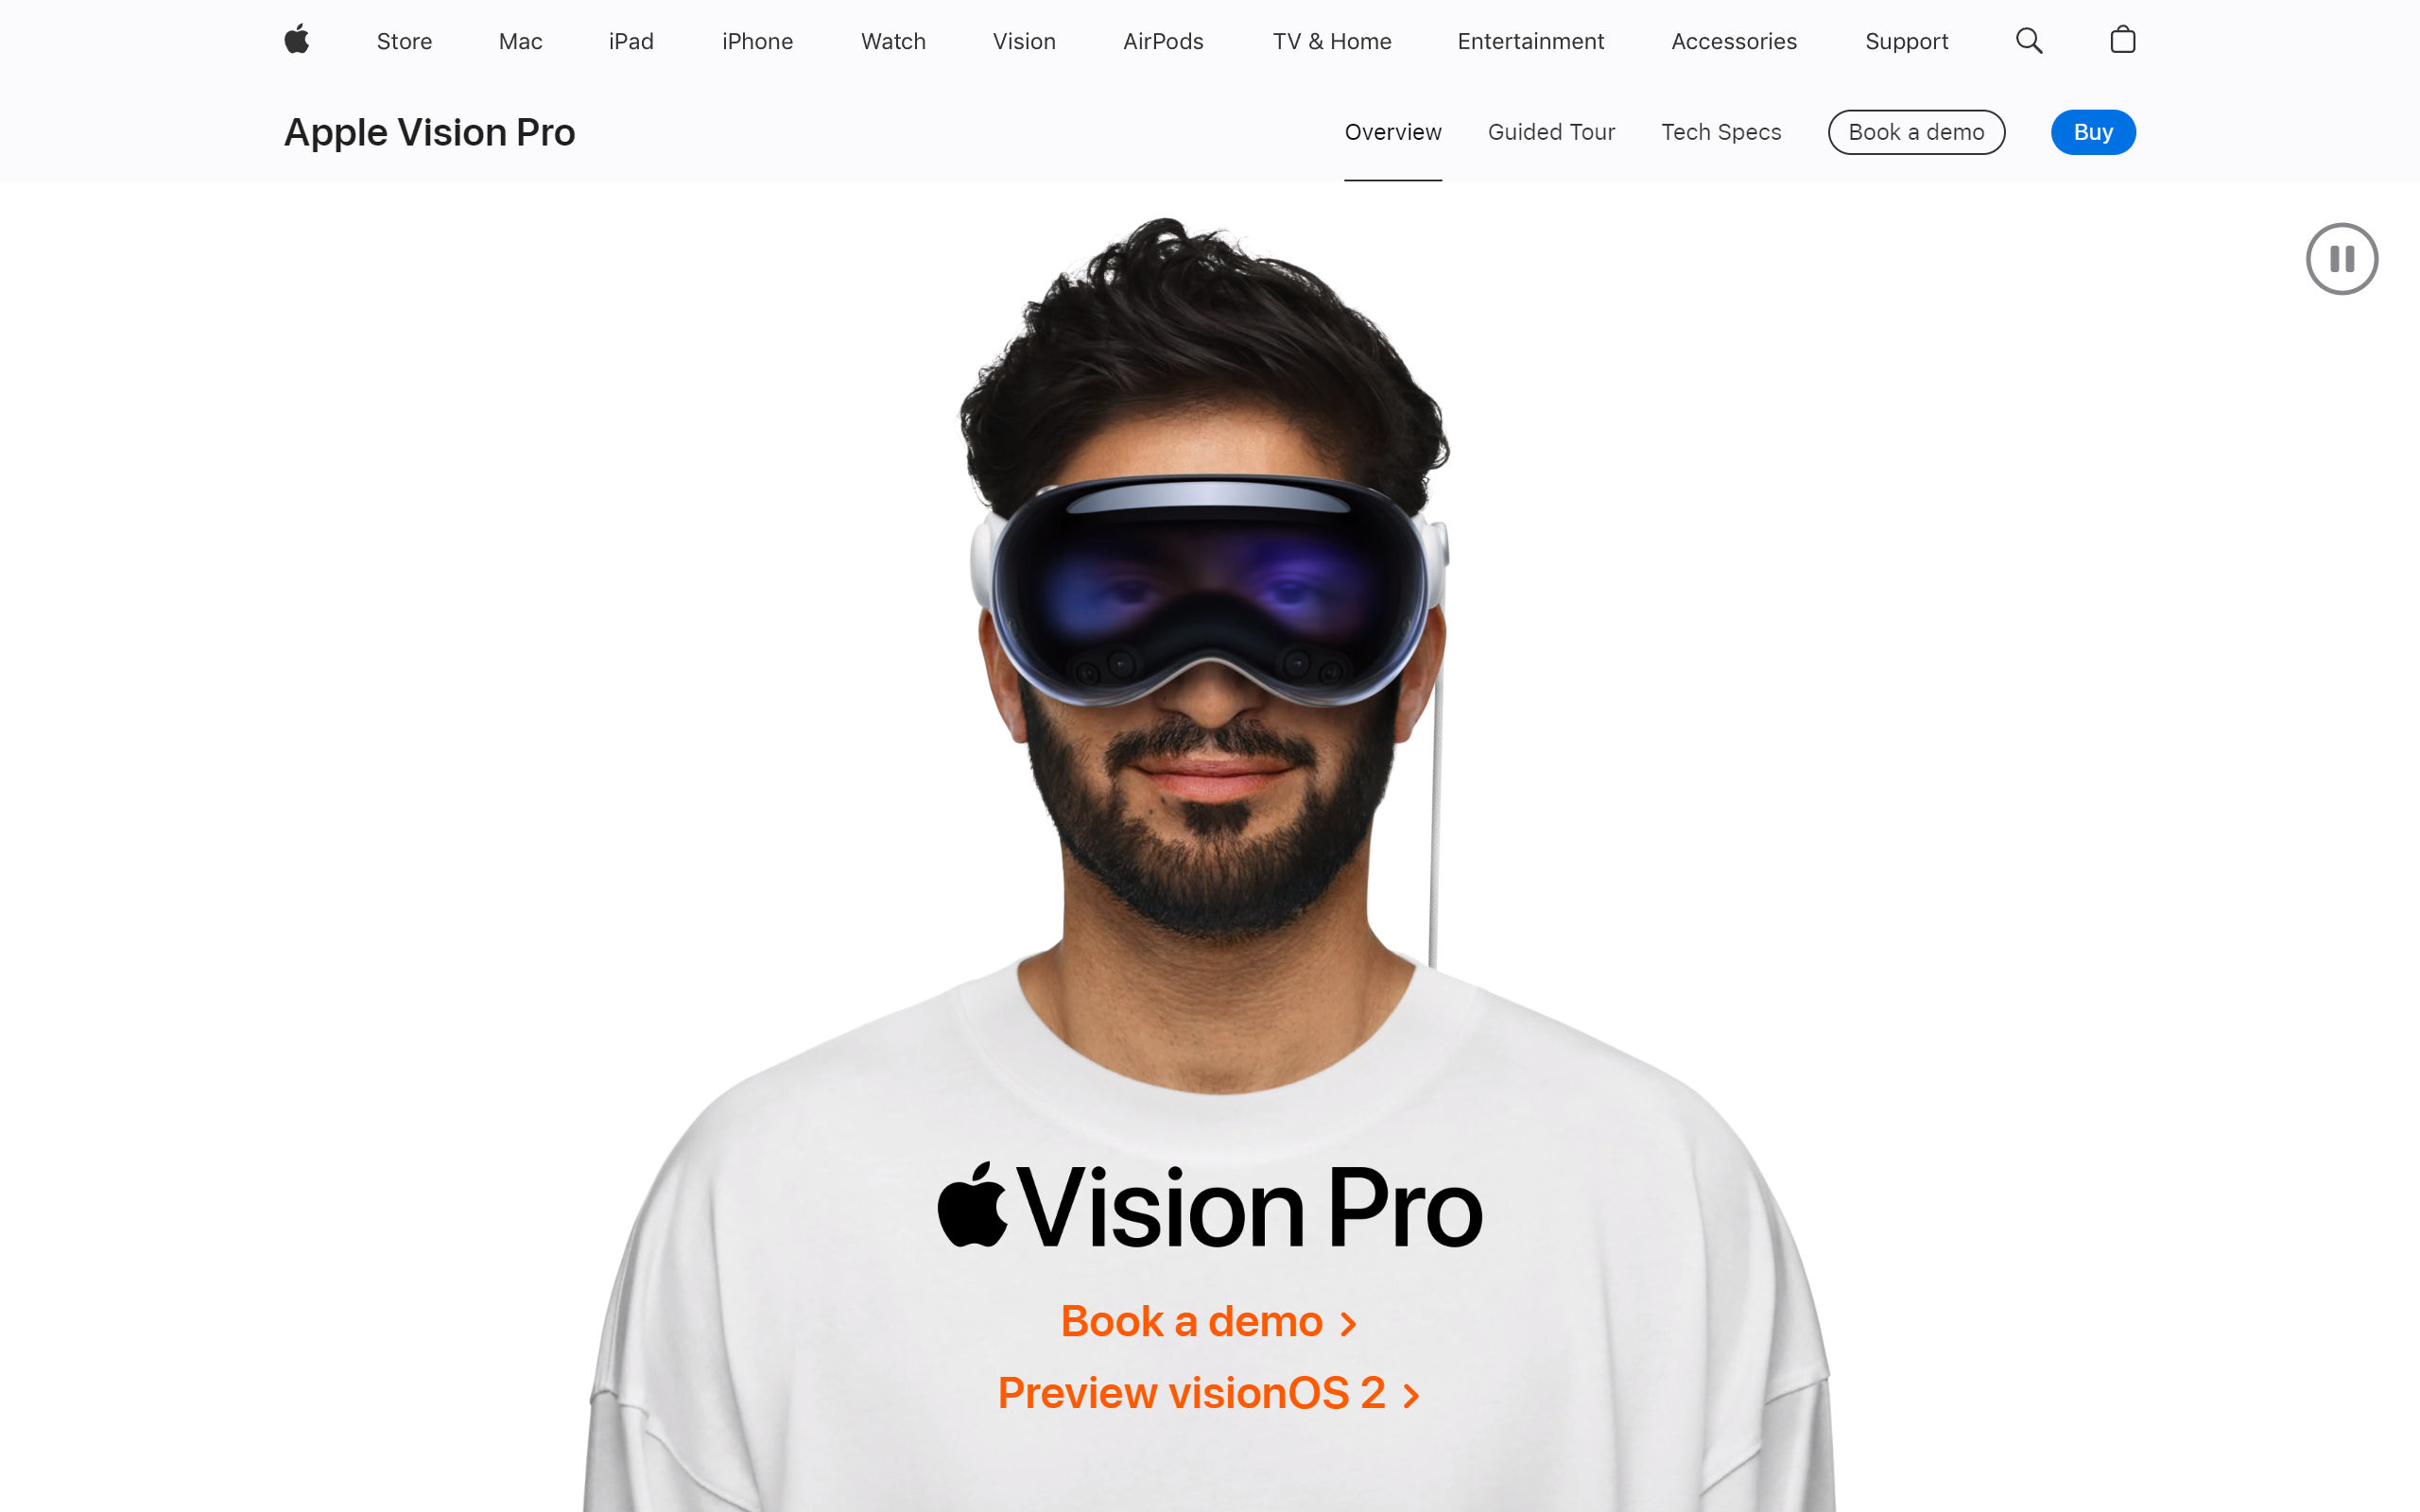 Store Mac iPad iPhone Watch Vision AirPods TV & Home Entertainment Accessories Support
Apple Vision Pro Overview Guided Tour Tech Specs Book a demo Buy
Vision Pro
Book a demo
Preview visionOS 2